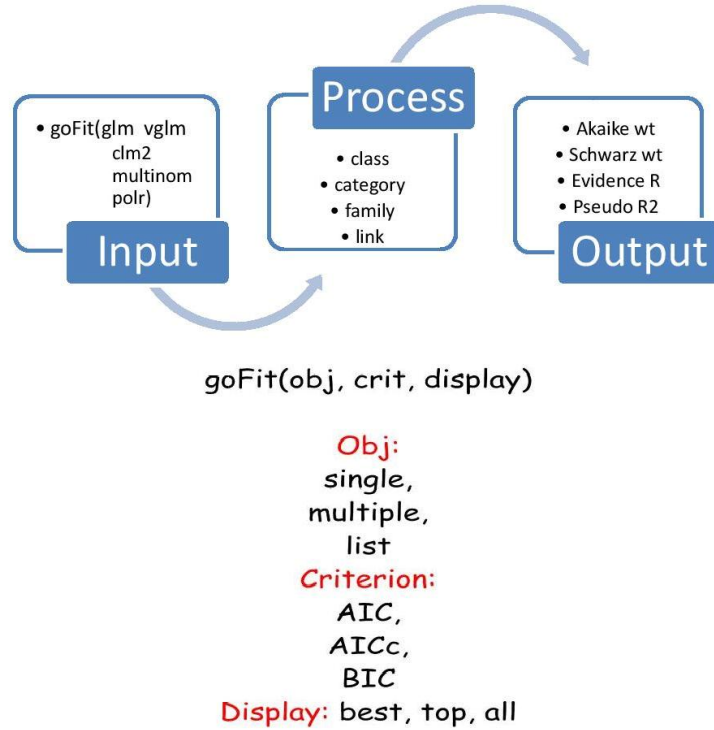 • goFit(glm vglm
clm2
multinom
polr)
Input
Process
• class
• category
• family
• link
• Akaike wt
• Schwarz wt
• Evidence R
• Pseudo R2
Output
goFit(obj, crit, display)
Obj:
single,
multiple,
list
Criterion:
AIC,
AICc,
BIC
Display: best, top, all